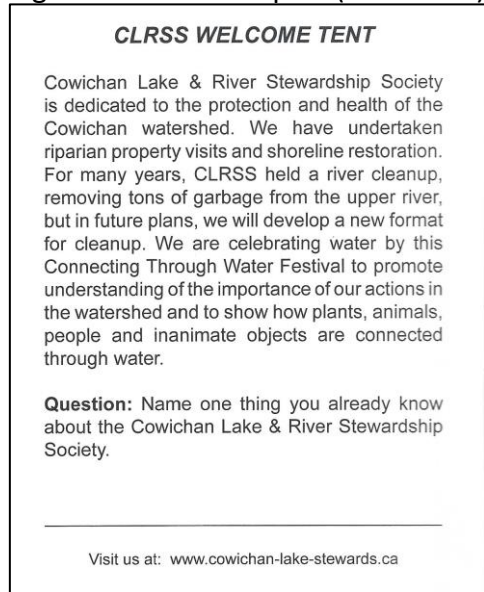 CLRSS WELCOME TENT
Cowichan Lake & River Stewardship Society
is dedicated to the protection and health of the
Cowichan watershed. We have undertaken
riparian property visits and shoreline restoration.
For many years, CLRSS held a river cleanup,
removing tons of garbage from the upper river,
but in future plans, we will develop a new format
for cleanup. We are celebrating water by this
Connecting Through Water Festival to promote
understanding of the importance of our actions in
the watershed and to show how plants, animals,
people and inanimate objects are connected
through water.
Question: Name one thing you already know
about the Cowichan Lake & River Stewardship
Society.
Visit us at: www.cowichan-lake-stewards.ca